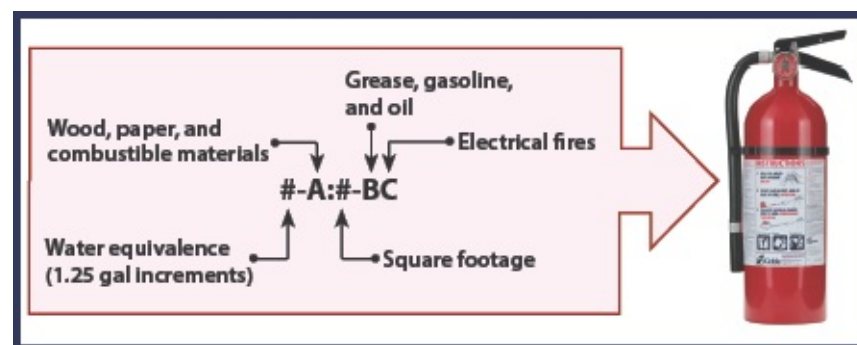 Grease, gasoline,
and oil
Wood, paper, and
combustible materials
Electrical fires
#-A:#-BC
Water equivalence
(1.25 gal increments)
Square footage
INSTRUCTIONS
Kidde